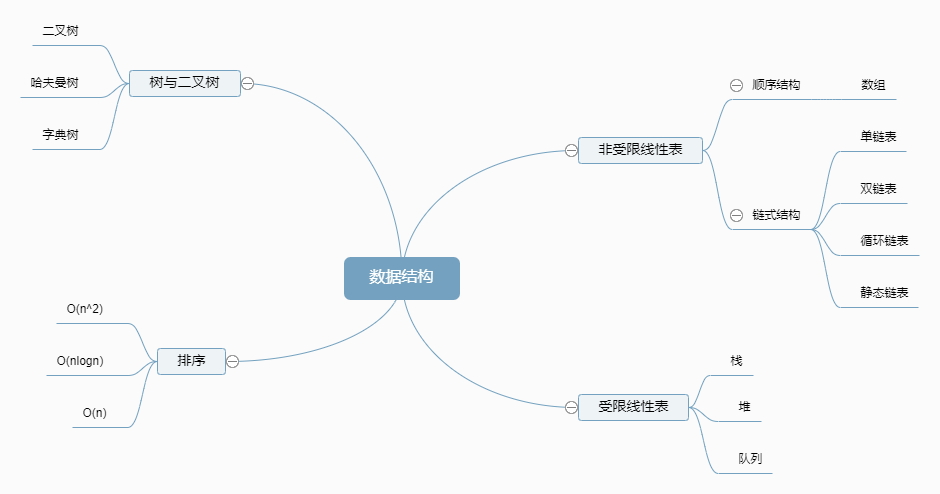 数据结构
树与二叉树
二叉树
哈夫曼树
字典树
排序
O(n^2)
O(nlogn)
O(n)
非受限线性表
顺序结构
数组
链式结构
单链表
双链表
循环链表
静态链表
受限线性表
栈
堆
队列